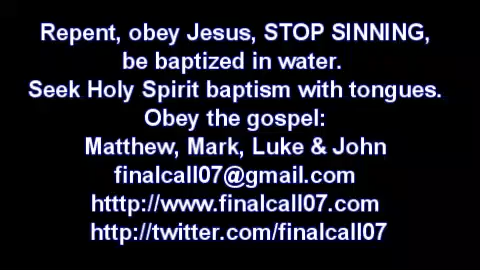 Repent, obey Jesus, STOP SINNING,
be baptized in water.
Seek Holy Spirit baptism with tongues.
Obey the gospel:
Matthew, Mark, Luke & John
finalcall07@gmail.com
htttp://www.finalcall07.com
http://twitter.com/finalcall07